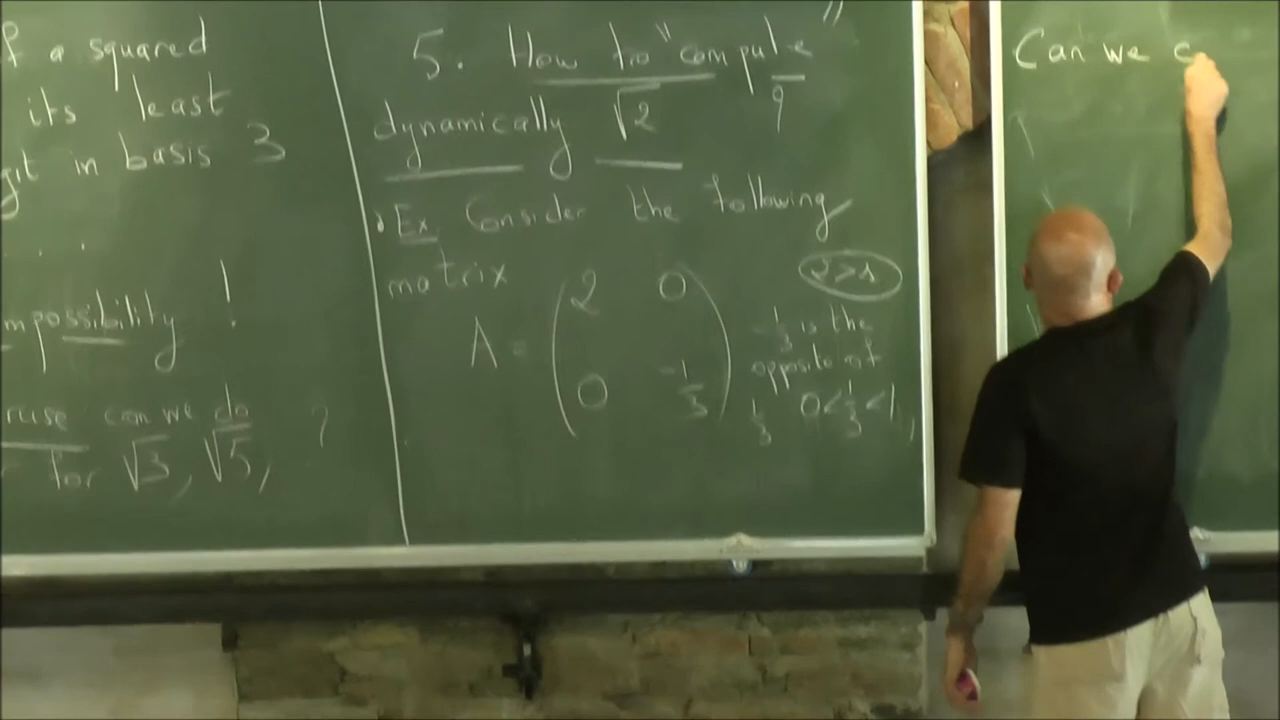 f a squared
its least
git in basis 3
. . .
mpossibility !
ruse can we do
for √3, √5, ?
5. How to "compute"
dynamically √2 ?
• Ex Consider the following
matrix
A = ( 2 0
0 -1/3 )
2>1
-1/3 is the
opposite of
1/3 0<1/3<1,,
Can we c